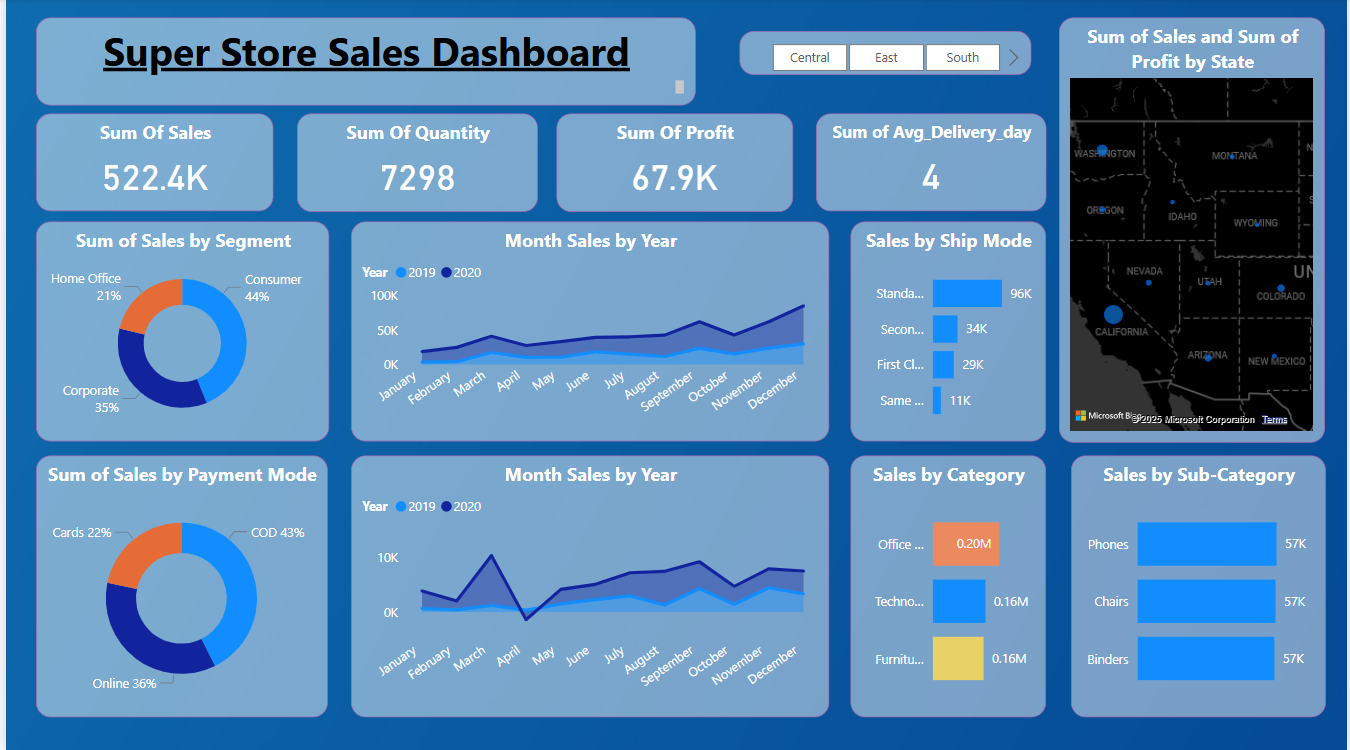 Super Store Sales Dashboard
Central
East
South
Sum of Sales and Sum of
Profit by State
WASHINGTON
MONTANA
OREGON
IDAHO
WYOMING
NEVADA
UTAH
UN
COLORADO
CALIFORNIA
ARIZONA
NEW MEXICO
N
S
Microsoft Bing
©2025 Microsoft Corporation
Terms
Sum Of Sales
522.4K
Sum Of Quantity
7298
Sum Of Profit
67.9K
Sum of Avg_Delivery_day
4
Sum of Sales by Segment
Home Office
21%
Consumer
44%
Corporate
35%
Month Sales by Year
Year 2019 2020
100K
50K
0K
January
February
March
April
May
June
July
August
September
October
November
December
Sales by Ship Mode
Standa... 96K
Secon... 34K
First Cl... 29K
Same ... 11K
Sum of Sales by Payment Mode
Cards 22%
COD 43%
Online 36%
Month Sales by Year
Year 2019 2020
10K
0K
January
February
March
April
May
June
July
August
September
October
November
December
Sales by Category
Office ... 0.20M
Techno... 0.16M
Furnitu... 0.16M
Sales by Sub-Category
Phones 57K
Chairs 57K
Binders 57K